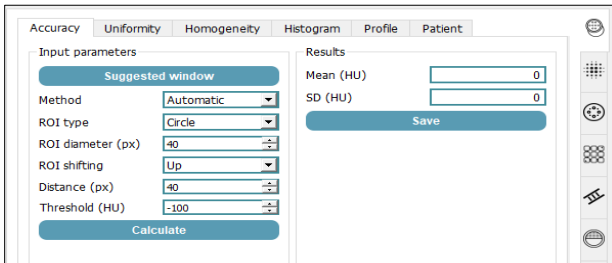 Accuracy Uniformity Homogeneity Histogram Profile Patient
Input parameters
Suggested window
Method Automatic
ROI type Circle
ROI diameter (px) 40
ROI shifting Up
Distance (px) 40
Threshold (HU) -100
Calculate
Results
Mean (HU) 0
SD (HU) 0
Save